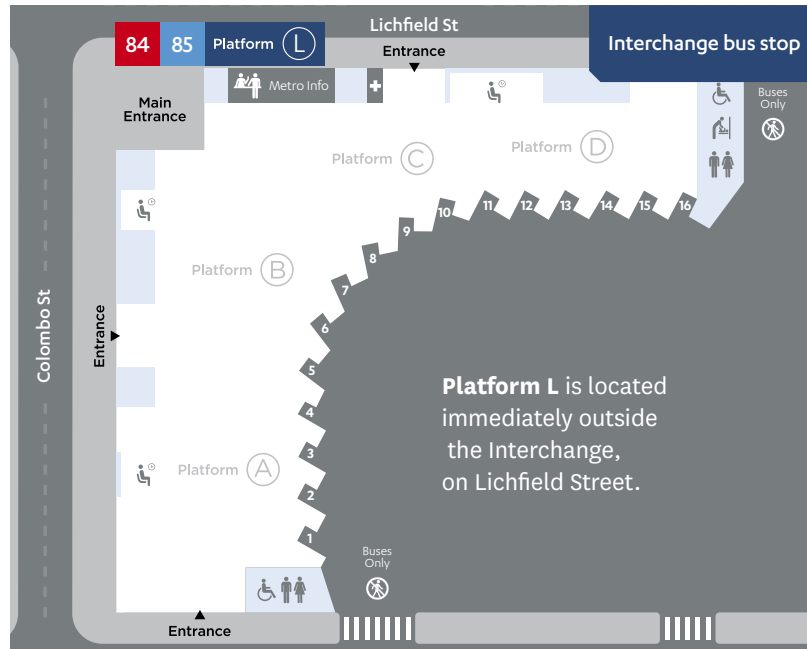 Lichfield St
84 85 Platform L
Interchange bus stop
Entrance
Metro Info
Main
Entrance
Buses
Only
Platform C
Platform D
10 11 12 13 14 15 16
9
8
Platform B
7
6
Colombo St
Entrance
5
4
3
2
1
Platform A
Platform L is located
immediately outside
the Interchange,
on Lichfield Street.
Buses
Only
Entrance